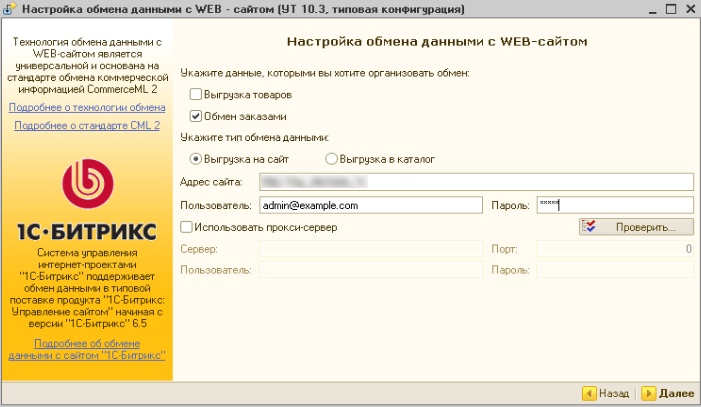 Настройка обмена данными с WEB - сайтом (УТ 10.3, типовая конфигурация)
Технология обмена данными с
WEB-сайтом является
универсальной и основана на
стандарте обмена коммерческой
информацией CommerceML 2
Подробнее о технологии обмена
Подробнее о стандарте CML 2
1С·БИТРИКС
Система управления
интернет-проектами
"1С-Битрикс" поддерживает
обмен данными в типовой
поставке продукта "1С-Битрикс:
Управление сайтом" начиная с
версии "1С-Битрикс" 6.5
Подробнее об обмене
данными с сайтом "1С-Битрикс"
Настройка обмена данными с WEB-сайтом
Укажите данные, которыми вы хотите организовать обмен:
Выгрузка товаров
Обмен заказами
Укажите тип обмена данными:
Выгрузка на сайт Выгрузка в каталог
Адрес сайта:
Пользователь: admin@example.com Пароль: *****
Использовать прокси-сервер Проверить...
Сервер: Порт: 0
Пользователь: Пароль:
Назад Далее